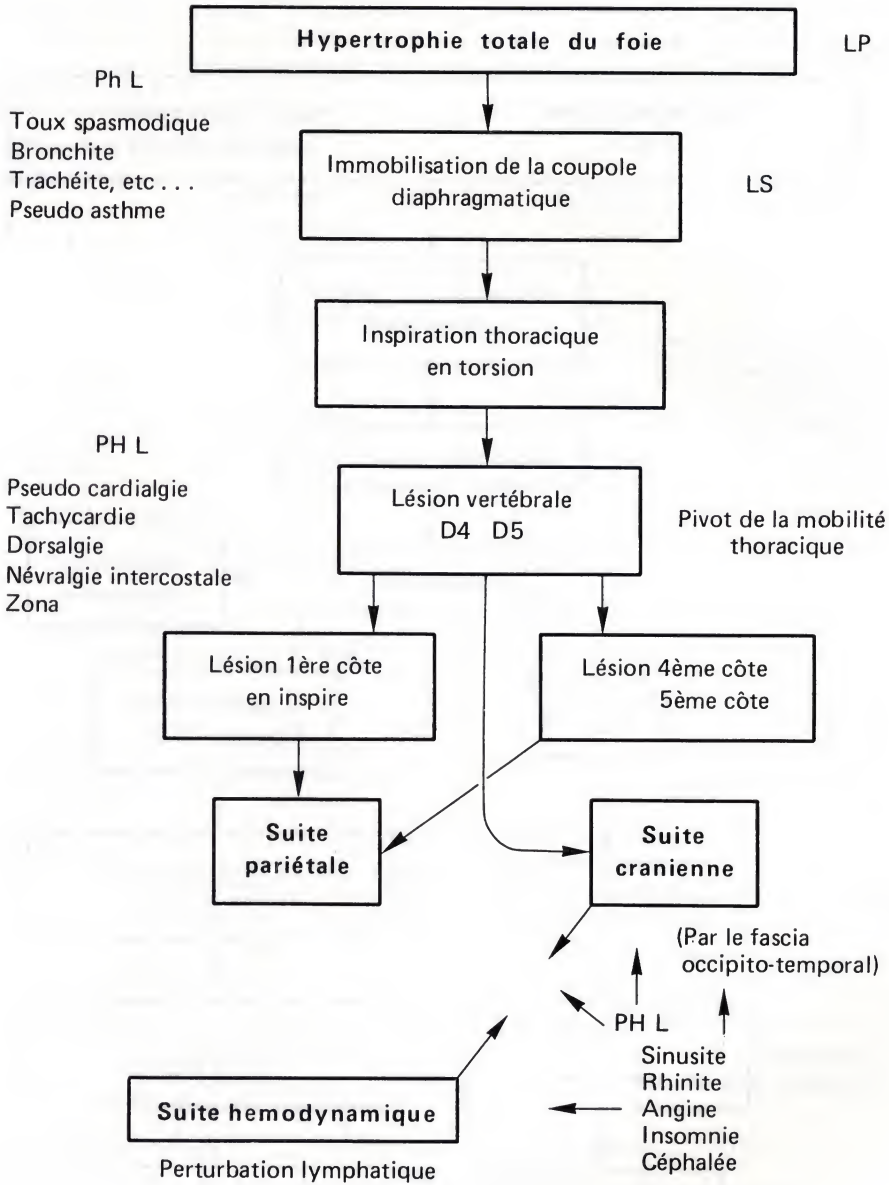 Hypertrophie totale du foie
LP
Ph L
Toux spasmodique
Bronchite
Trachéite, etc . . .
Pseudo asthme
Immobilisation de la coupole
diaphragmatique
LS
Inspiration thoracique
en torsion
PH L
Pseudo cardialgie
Tachycardie
Dorsalgie
Névralgie intercostale
Zona
Lésion vertébrale
D4 D5
Pivot de la mobilité
thoracique
Lésion 1ère côte
en inspire
Lésion 4ème côte
5ème côte
Suite
pariétale
Suite
cranienne
(Par le fascia
occipito-temporal)
PH L
Sinusite
Rhinite
Angine
Insomnie
Céphalée
Suite hemodynamique
Perturbation lymphatique